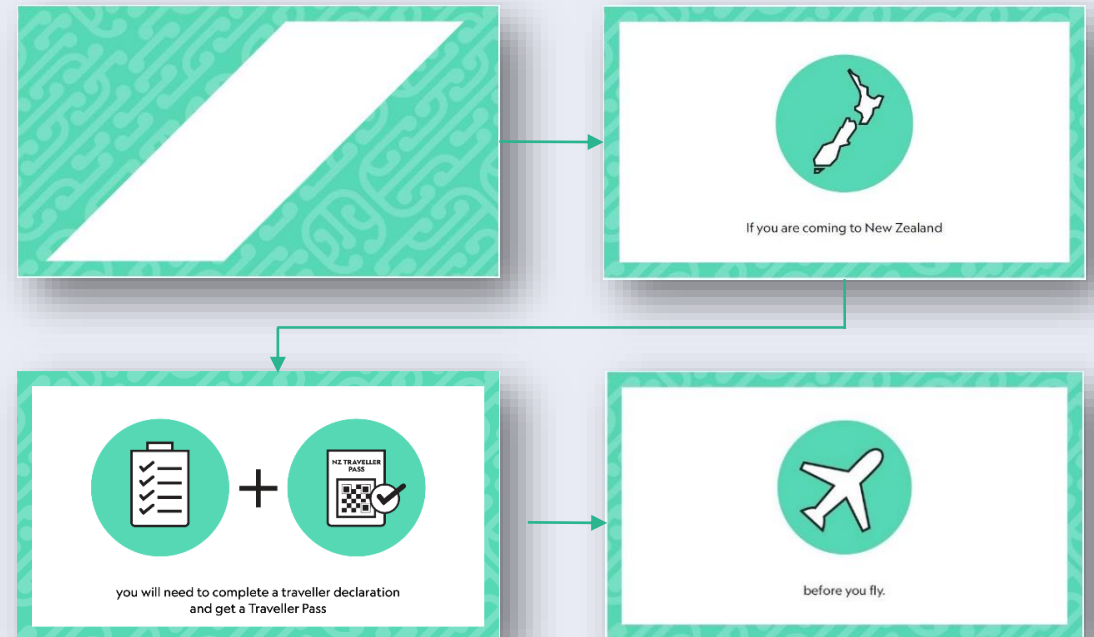 If you are coming to New Zealand
NZ TRAVELLER
PASS
you will need to complete a traveller declaration
and get a Traveller Pass
before you fly.